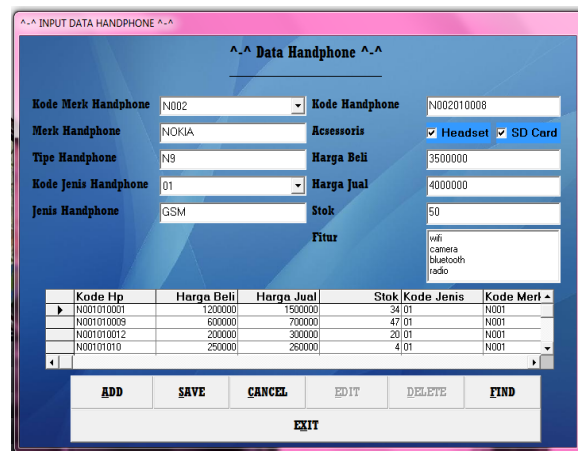 ^-^ INPUT DATA HANDPHONE ^-^
^-^ Data Handphone ^-^
Kode Merk Handphone N002 Kode Handphone N002010008
Merk Handphone NOKIA Acsessoris Headset SD Card
Tipe Handphone N9 Harga Beli 3500000
Kode Jenis Handphone 01 Harga Jual 4000000
Jenis Handphone GSM Stok 50
Fitur wifi
camera
bluetooth
radio
Kode Hp Harga Beli Harga Jual Stok Kode Jenis Kode Merk
N001010001 1200000 1500000 34 01 N001
N001010009 600000 700000 47 01 N001
N001010012 200000 300000 20 01 N001
N00101010 250000 260000 4 01 N001
ADD SAVE CANCEL EDIT DELETE FIND
EXIT